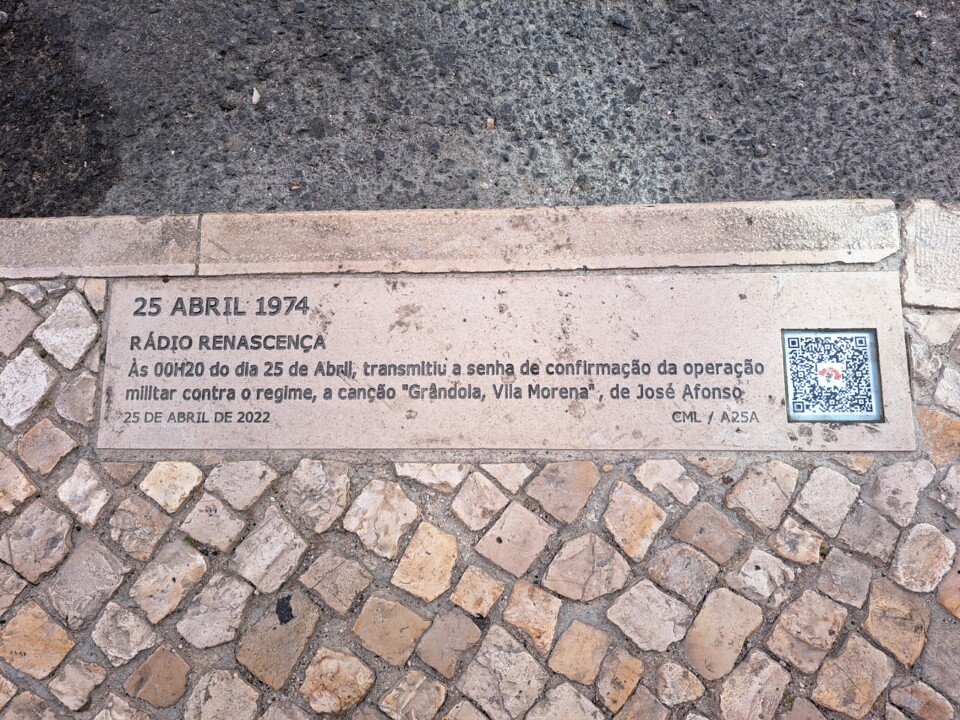 25 ABRIL 1974
RÁDIO RENASCENÇA
Às 00H20 do dia 25 de Abril, transmitiu a senha de confirmação da operação
militar contra o regime, a canção "Grândola, Vila Morena", de José Afonso
25 DE ABRIL DE 2022 CML / A25A